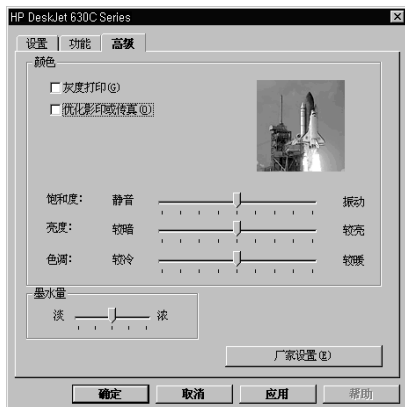 HP DeskJet 630C Series
设置 功能 高级
颜色
灰度打印(G)
优化影印或传真(O)
饱和度: 静音 振动
亮度: 较暗 较亮
色调: 较冷 较暖
墨水量
淡 浓
厂家设置(E)
确定 取消 应用 帮助